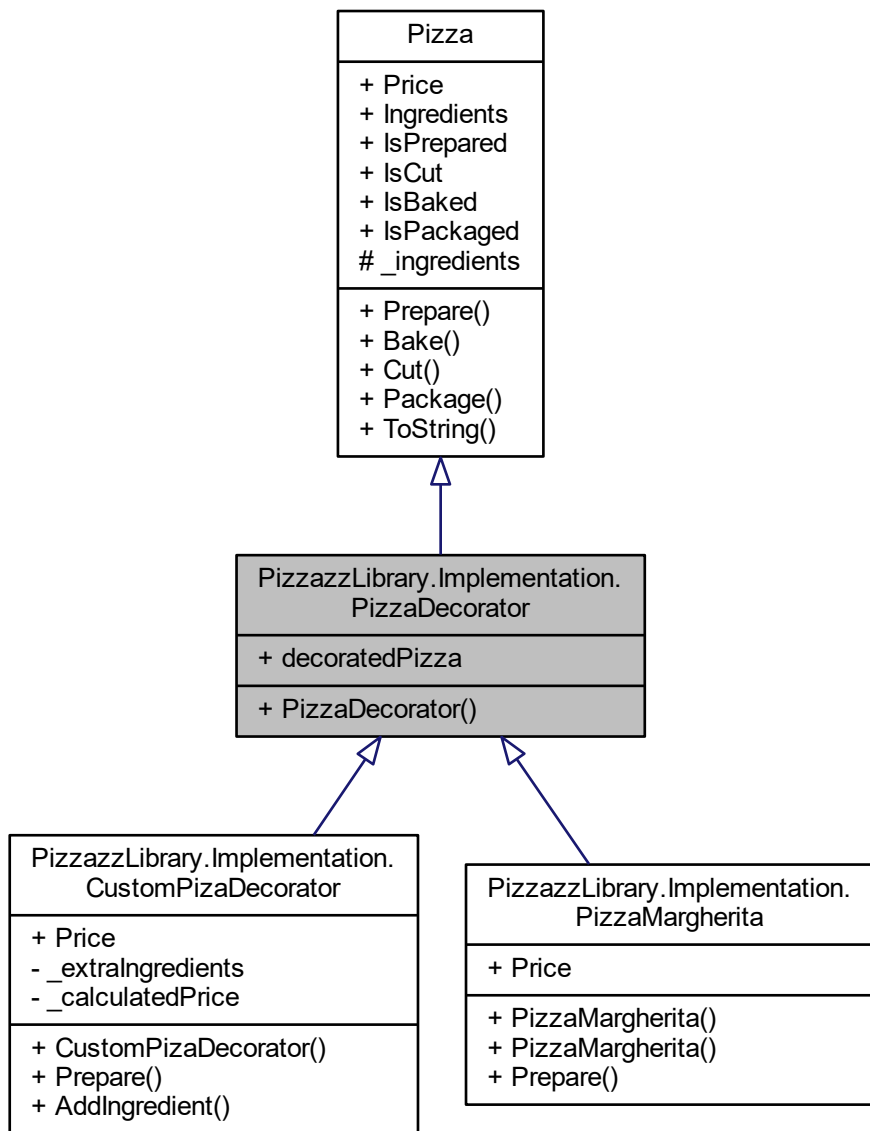 Pizza
+ Price
+ Ingredients
+ IsPrepared
+ IsCut
+ IsBaked
+ IsPackaged
# _ingredients
+ Prepare()
+ Bake()
+ Cut()
+ Package()
+ ToString()
PizzazzLibrary.Implementation.
PizzaDecorator
+ decoratedPizza
+ PizzaDecorator()
PizzazzLibrary.Implementation.
CustomPizaDecorator
+ Price
- _extraIngredients
- _calculatedPrice
+ CustomPizaDecorator()
+ Prepare()
+ AddIngredient()
PizzazzLibrary.Implementation.
PizzaMargherita
+ Price
+ PizzaMargherita()
+ PizzaMargherita()
+ Prepare()